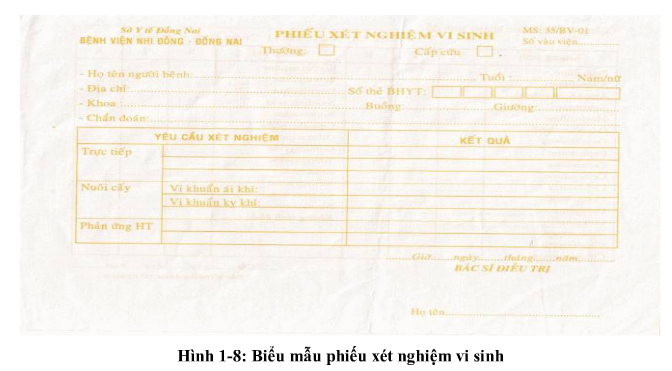 Sở Y tế Đồng Nai
BỆNH VIỆN NHI ĐỒNG - ĐỒNG NAI
PHIẾU XÉT NGHIỆM VI SINH
MS: 35/BV-01
Số vào viện
Thường:
Cấp cứu
- Họ tên người bệnh: Tuổi : Nam/nữ
- Địa chỉ: Số thẻ BHYT:
- Khoa Buồng: Giường:
- Chẩn đoán:
YÊU CẦU XÉT NGHIỆM KẾT QUẢ
Trực tiếp
Nuôi cấy Vi khuẩn ái khí:
Vi khuẩn kỵ khí:
Phản ứng HT
Giờ ngày tháng năm
BÁC SĨ ĐIỀU TRỊ
Họ tên
Hình 1-8: Biểu mẫu phiếu xét nghiệm vi sinh